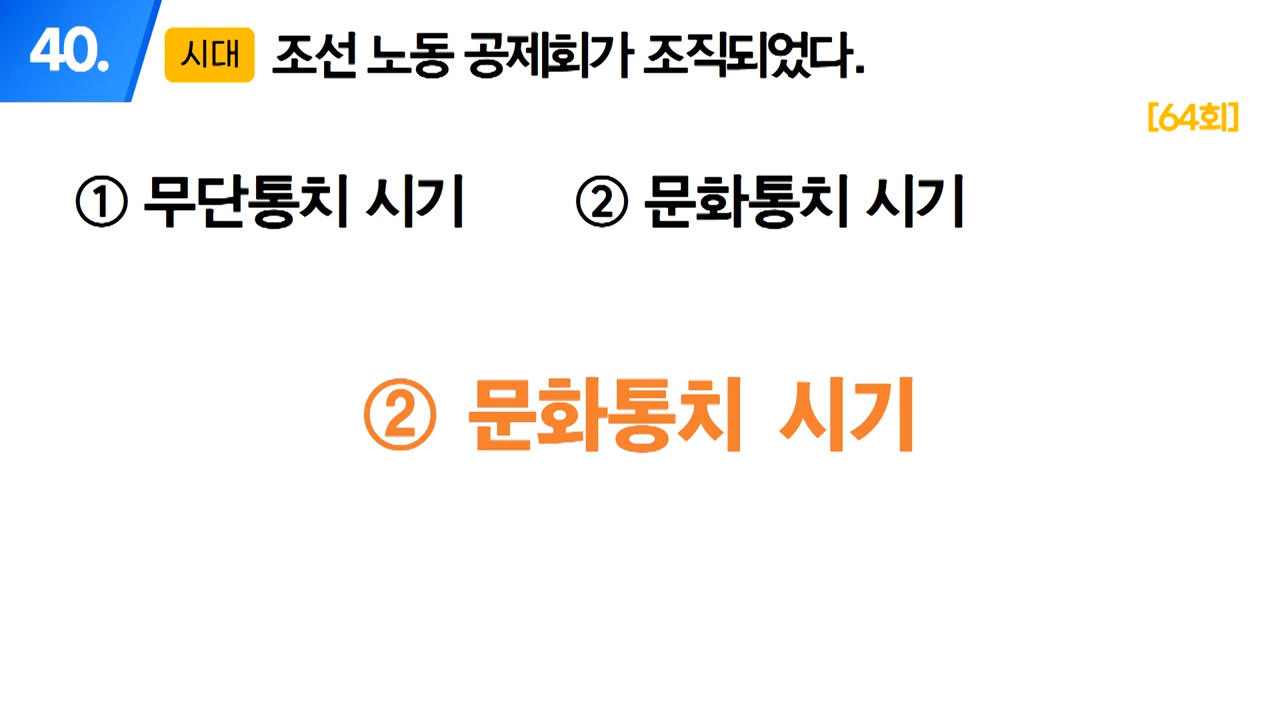 40. 시대 조선 노동 공제회가 조직되었다.
[64회]
① 무단통치 시기 ② 문화통치 시기
② 문화통치 시기